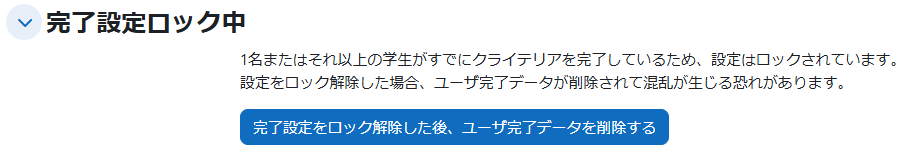 完了設定ロック中
1名またはそれ以上の学生がすでにクライテリアを完了しているため、設定はロックされています。
設定をロック解除した場合、ユーザ完了データが削除されて混乱が生じる恐れがあります。
完了設定をロック解除した後、ユーザ完了データを削除する